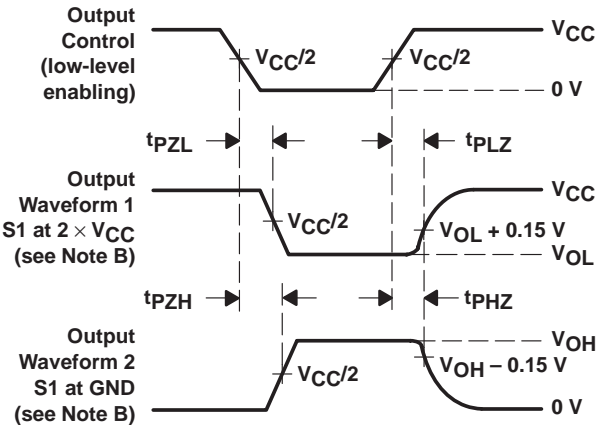 Output
Control
(low-level
enabling)
VCC/2
VCC/2
VCC
0 V
tPZL
tPLZ
Output
Waveform 1
S1 at 2 × VCC
(see Note B)
VCC/2
VCC
VOL + 0.15 V
VOL
tPZH
tPHZ
Output
Waveform 2
S1 at GND
(see Note B)
VCC/2
VOH
VOH – 0.15 V
0 V